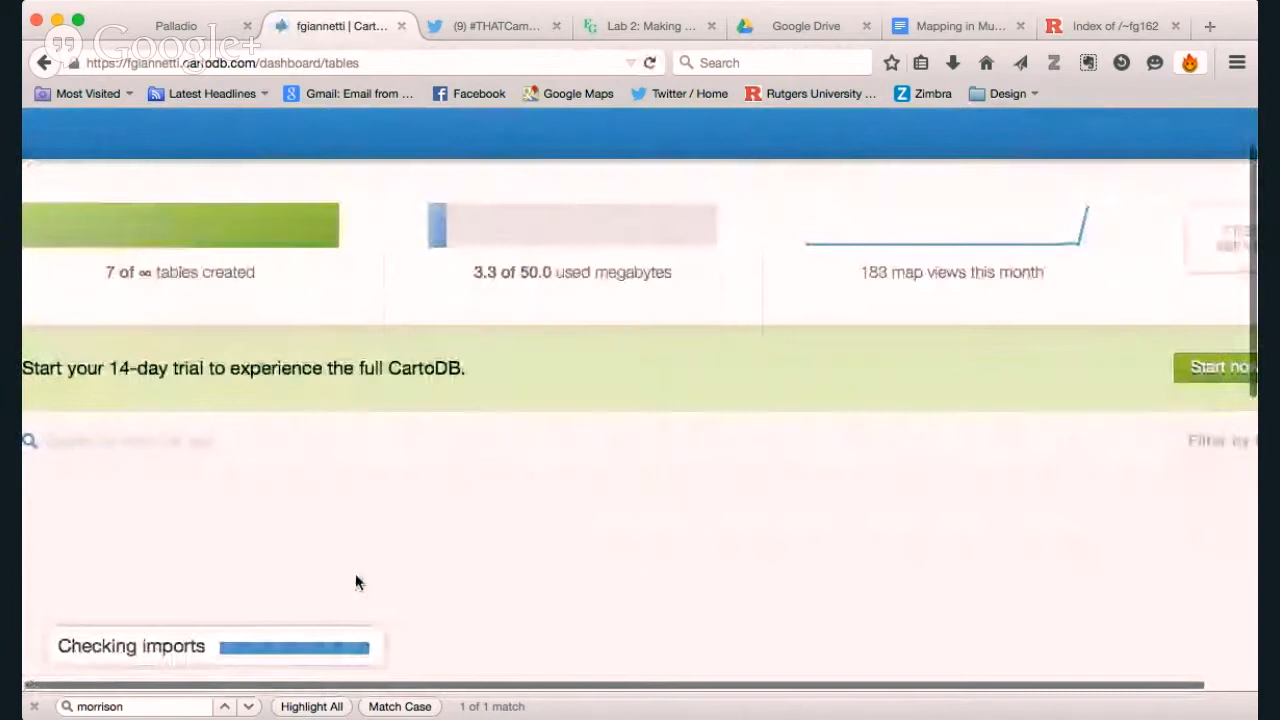 Palladio
fgiannetti | Cart...
(9) #THATCam...
Lab 2: Making ...
Google Drive
Mapping in Mu...
Index of /~fg162
Google+
https://fgiannetti.cartodb.com/dashboard/tables
Search
Most Visited
Latest Headlines
Gmail: Email from ...
Facebook
Google Maps
Twitter / Home
Rutgers University ...
Zimbra
Design
7 of ∞ tables created
3.3 of 50.0 used megabytes
183 map views this month
Start your 14-day trial to experience the full CartoDB.
Start no
Filter by
Checking imports
morrison
Highlight All
Match Case
1 of 1 match